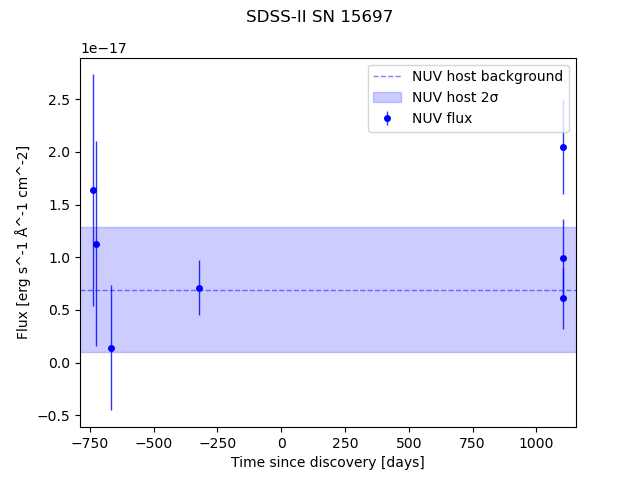 SDSS-II SN 15697
1e−17
NUV host background
NUV host 2σ
NUV flux
2.5
2.0
1.5
1.0
0.5
0.0
−0.5
Flux [erg s^-1 Å^-1 cm^-2]
−750 −500 −250 0 250 500 750 1000
Time since discovery [days]